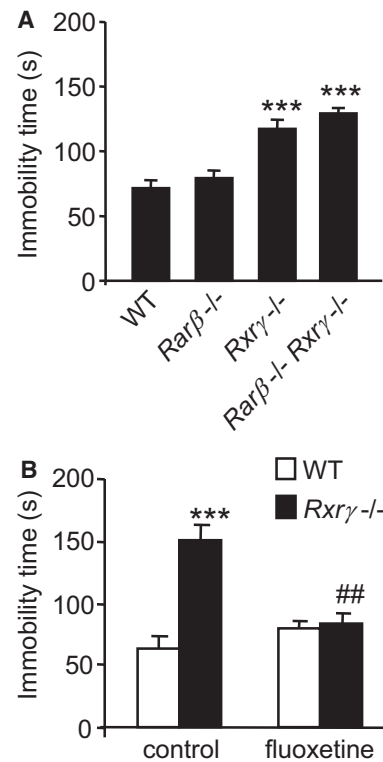 A
Immobility time (s)
200
150
100
50
0
***
***
WT
Rarβ-/-
Rxrγ-/-
Rarβ-/- Rxrγ-/-
B
Immobility time (s)
200
150
100
50
0
WT
Rxrγ-/-
***
##
control
fluoxetine